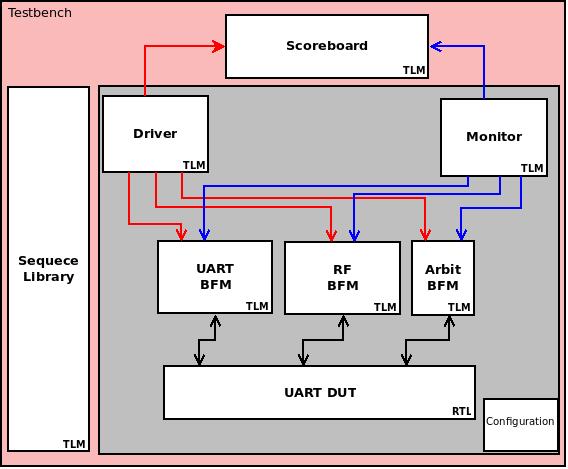 Testbench
Scoreboard
TLM
Driver
TLM
Monitor
TLM
Sequece
Library
TLM
UART
BFM
TLM
RF
BFM
TLM
Arbit
BFM
TLM
UART DUT
RTL
Configuration